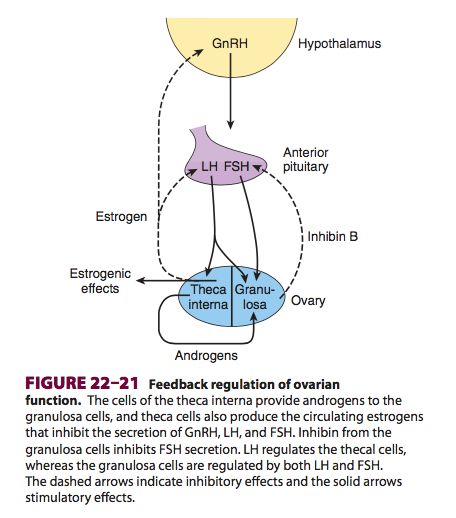 GnRH
Hypothalamus
Anterior
pituitary
LH FSH
Estrogen
Inhibin B
Estrogenic
effects
Theca
interna
Granu-
losa
Ovary
Androgens
FIGURE 22–21 Feedback regulation of ovarian
function. The cells of the theca interna provide androgens to the
granulosa cells, and theca cells also produce the circulating estrogens
that inhibit the secretion of GnRH, LH, and FSH. Inhibin from the
granulosa cells inhibits FSH secretion. LH regulates the thecal cells,
whereas the granulosa cells are regulated by both LH and FSH.
The dashed arrows indicate inhibitory effects and the solid arrows
stimulatory effects.